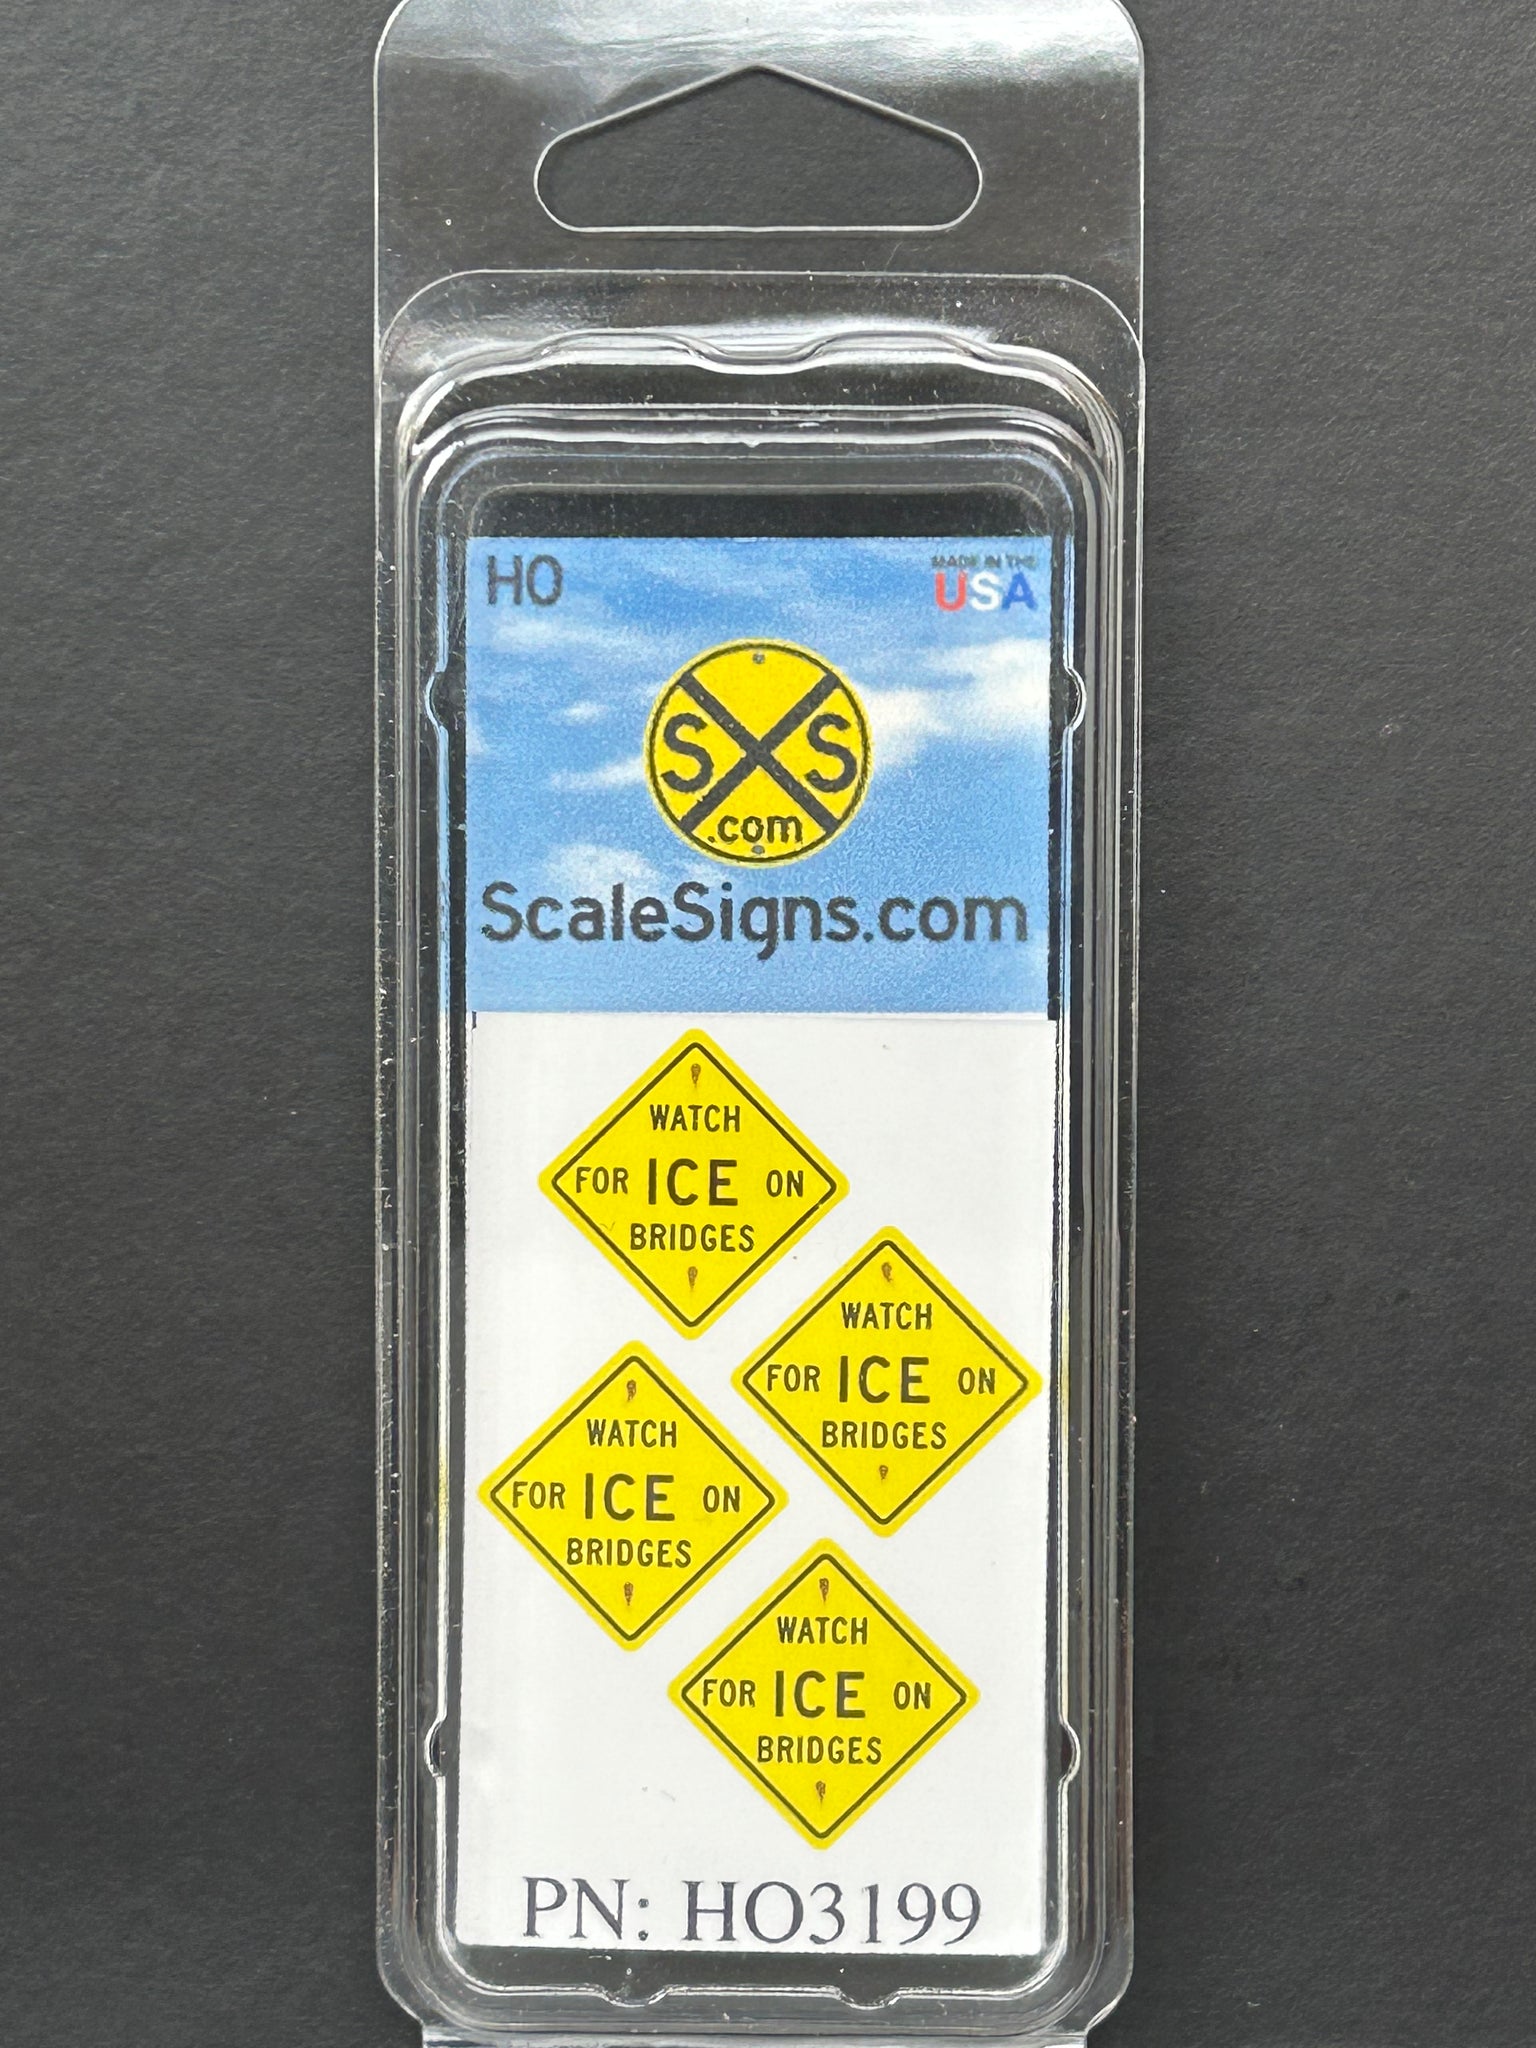 HO
MADE IN THE
USA
S S
.com
ScaleSigns.com
WATCH
FOR ICE ON
BRIDGES
WATCH
FOR ICE ON
BRIDGES
WATCH
FOR ICE ON
BRIDGES
WATCH
FOR ICE ON
BRIDGES
PN: HO3199